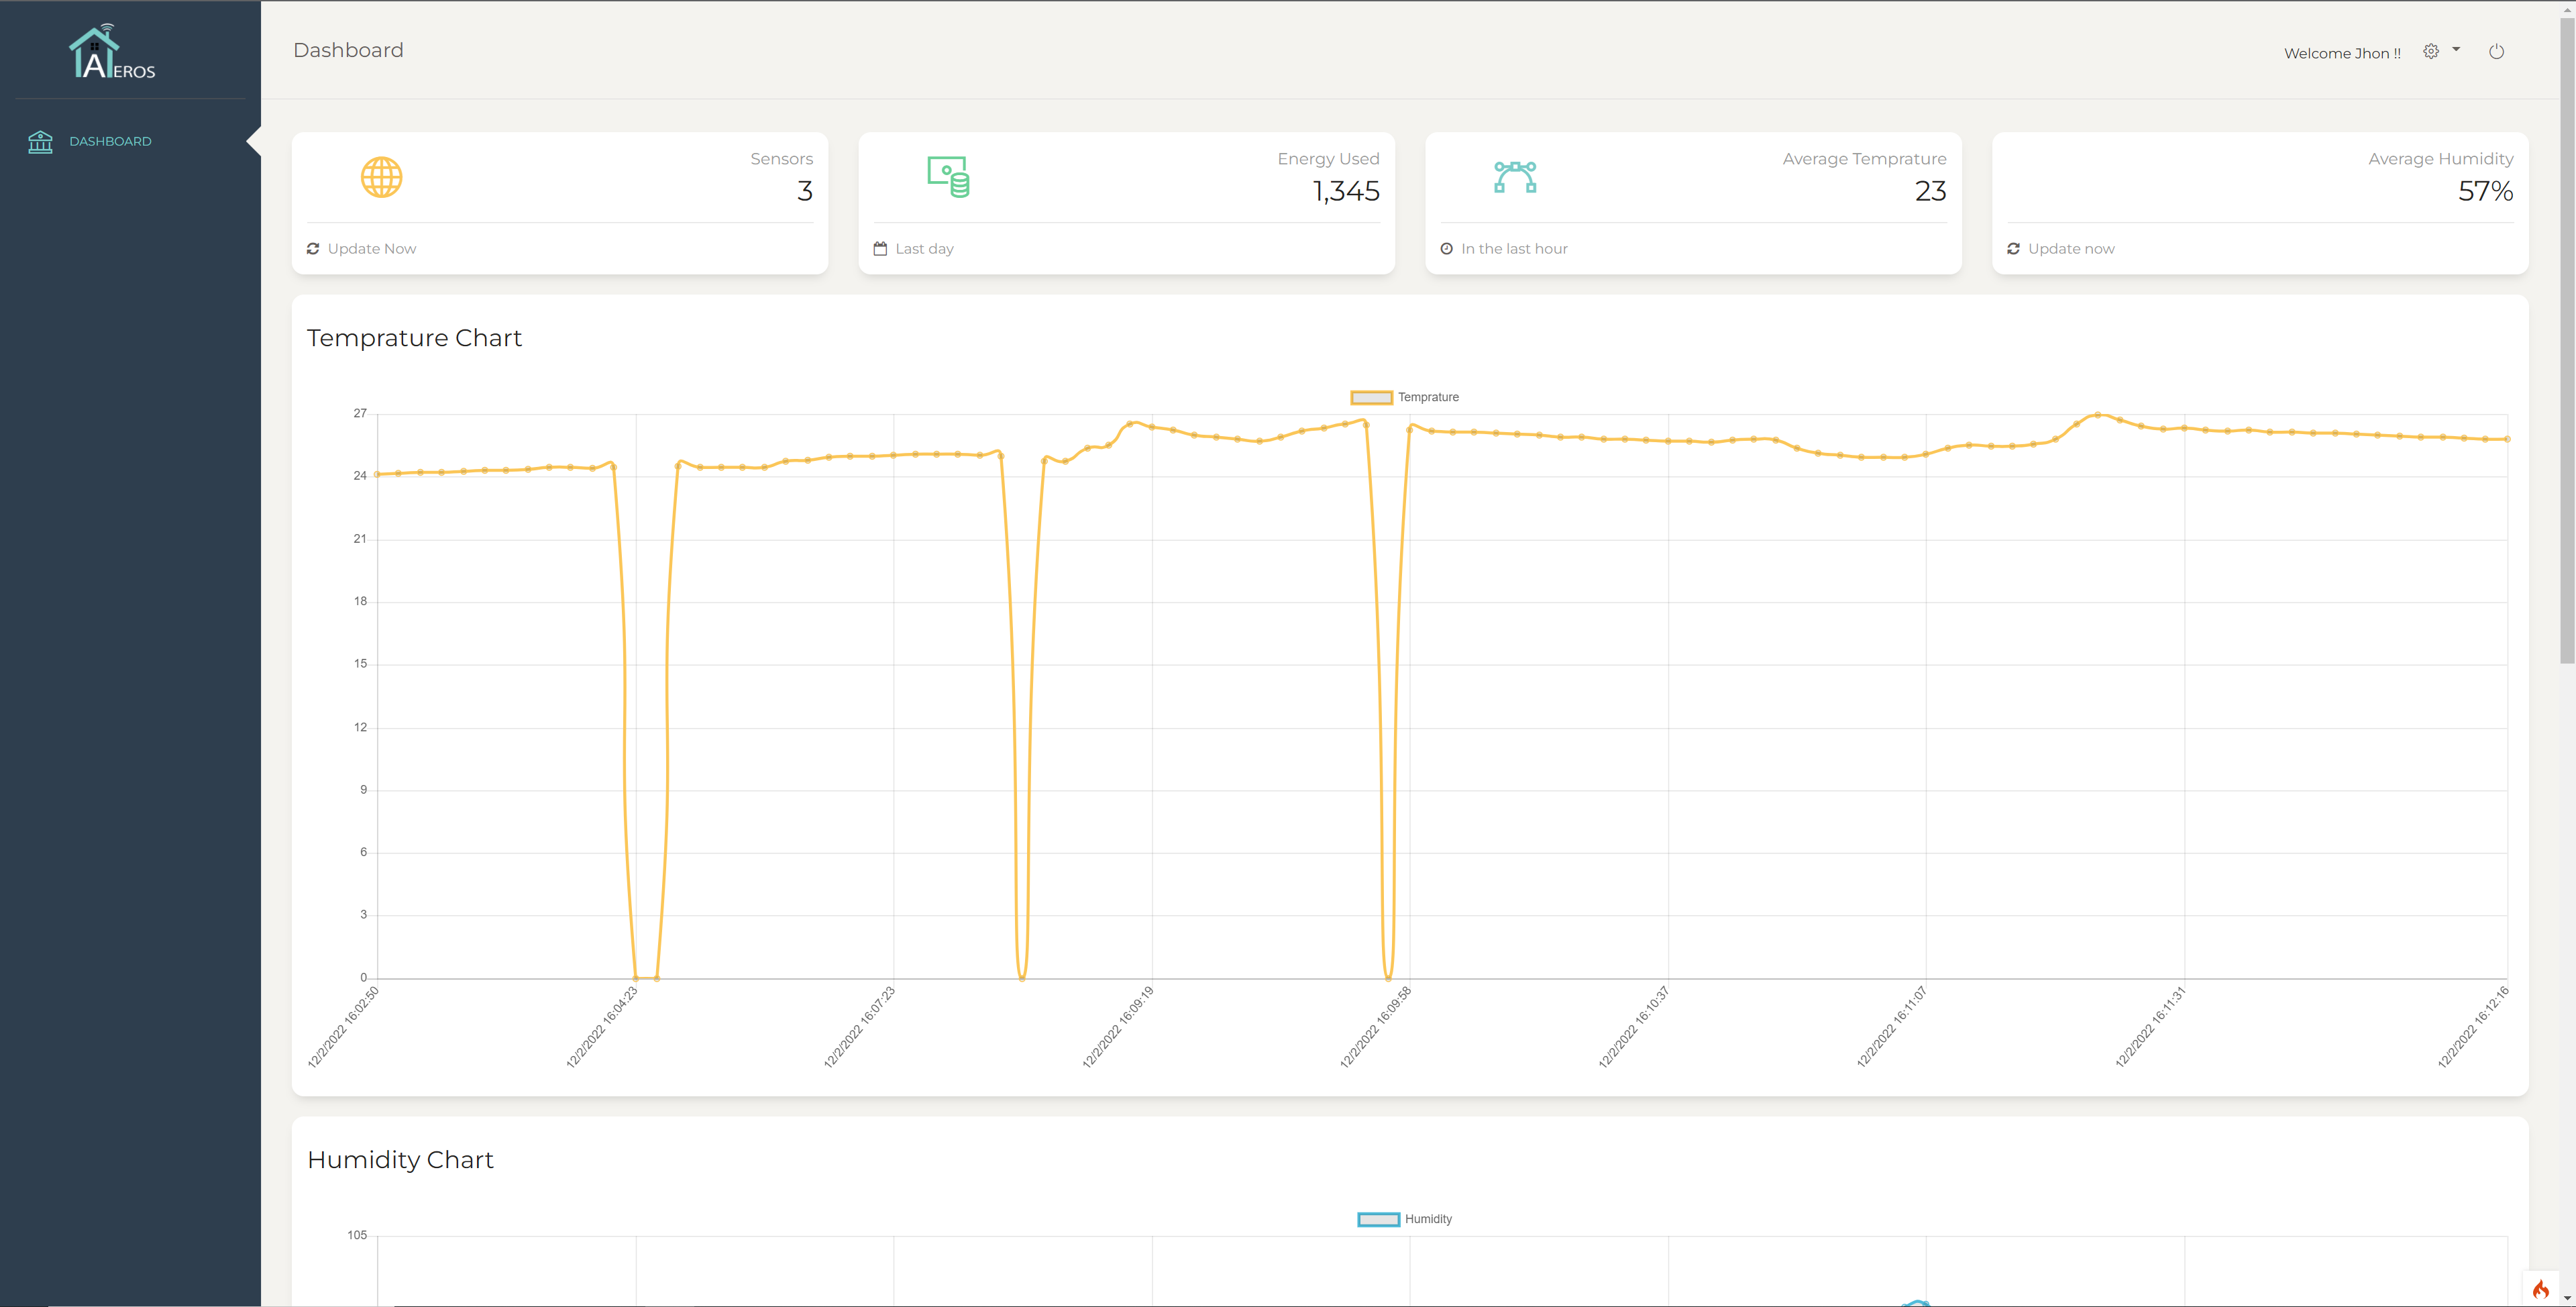 AIEROS
Dashboard
Welcome Jhon !!
DASHBOARD
Sensors
3
Update Now
Energy Used
1,345
Last day
Average Temprature
23
In the last hour
Average Humidity
57%
Update now
Temprature Chart
Temprature
27
24
21
18
15
12
9
6
3
0
12/2/2022 16:02:50
12/2/2022 16:04:23
12/2/2022 16:07:23
12/2/2022 16:09:19
12/2/2022 16:09:58
12/2/2022 16:10:37
12/2/2022 16:11:07
12/2/2022 16:11:31
12/2/2022 16:12:16
Humidity Chart
Humidity
105